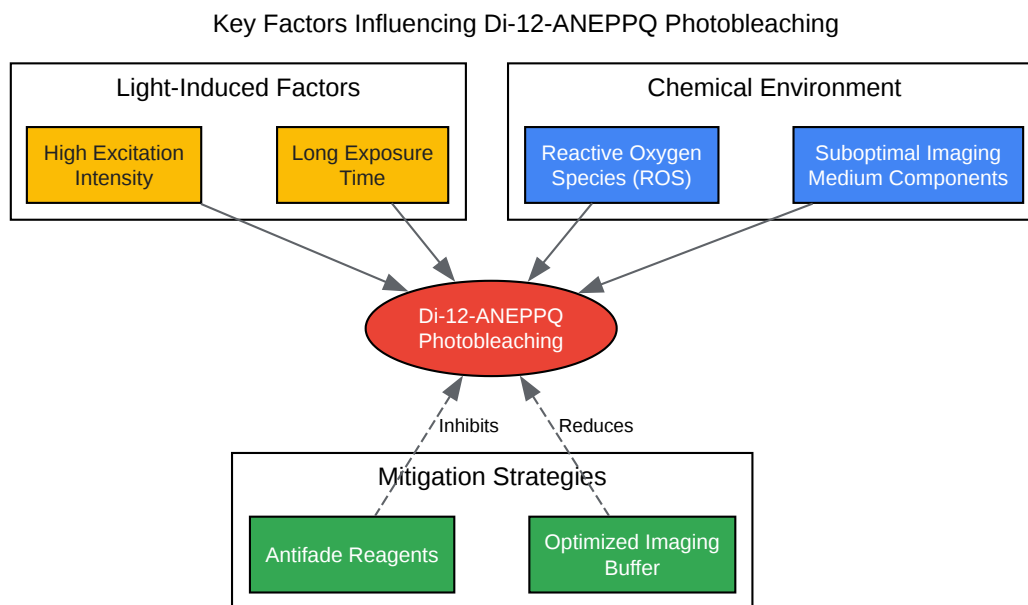 Key Factors Influencing Di-12-ANEPPQ Photobleaching
Light-Induced Factors
High Excitation
Intensity
Long Exposure
Time
Chemical Environment
Reactive Oxygen
Species (ROS)
Suboptimal Imaging
Medium Components
Di-12-ANEPPQ
Photobleaching
Inhibits
Reduces
Mitigation Strategies
Antifade Reagents
Optimized Imaging
Buffer